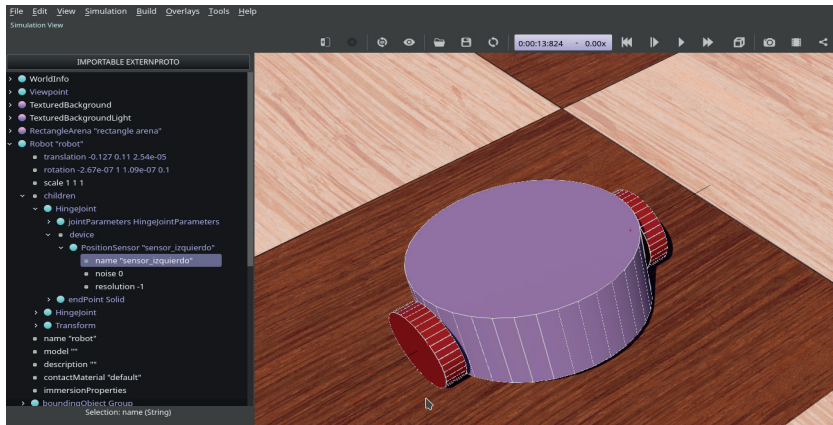 File Edit View Simulation Build Overlays Tools Help
Simulation View
0:00:13:824 - 0.00x
IMPORTABLE EXTERNPROTO
WorldInfo
Viewpoint
TexturedBackground
TexturedBackgroundLight
RectangleArena "rectangle arena"
Robot "robot"
translation -0.127 0.11 2.54e-05
rotation -2.67e-07 1 1.09e-07 0.1
scale 1 1 1
children
HingeJoint
jointParameters HingeJointParameters
device
PositionSensor "sensor_izquierdo"
name "sensor_izquierdo"
noise 0
resolution -1
endPoint Solid
HingeJoint
Transform
name "robot"
model ""
description ""
contactMaterial "default"
immersionProperties
boundingObject Group
Selection: name (String)